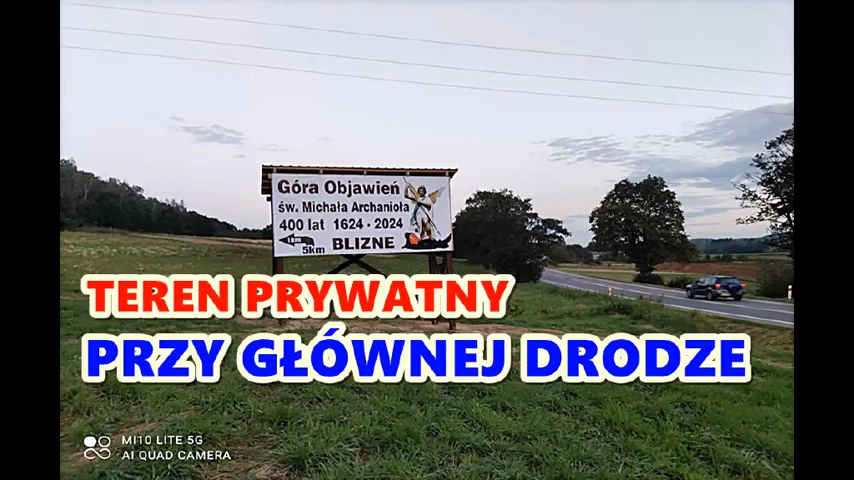 Góra Objawień
św. Michała Archanioła
400 lat 1624 - 2024
1km
5km BLIZNE
TEREN PRYWATNY
PRZY GŁÓWNEJ DRODZE
MI10 LITE 5G
AI QUAD CAMERA